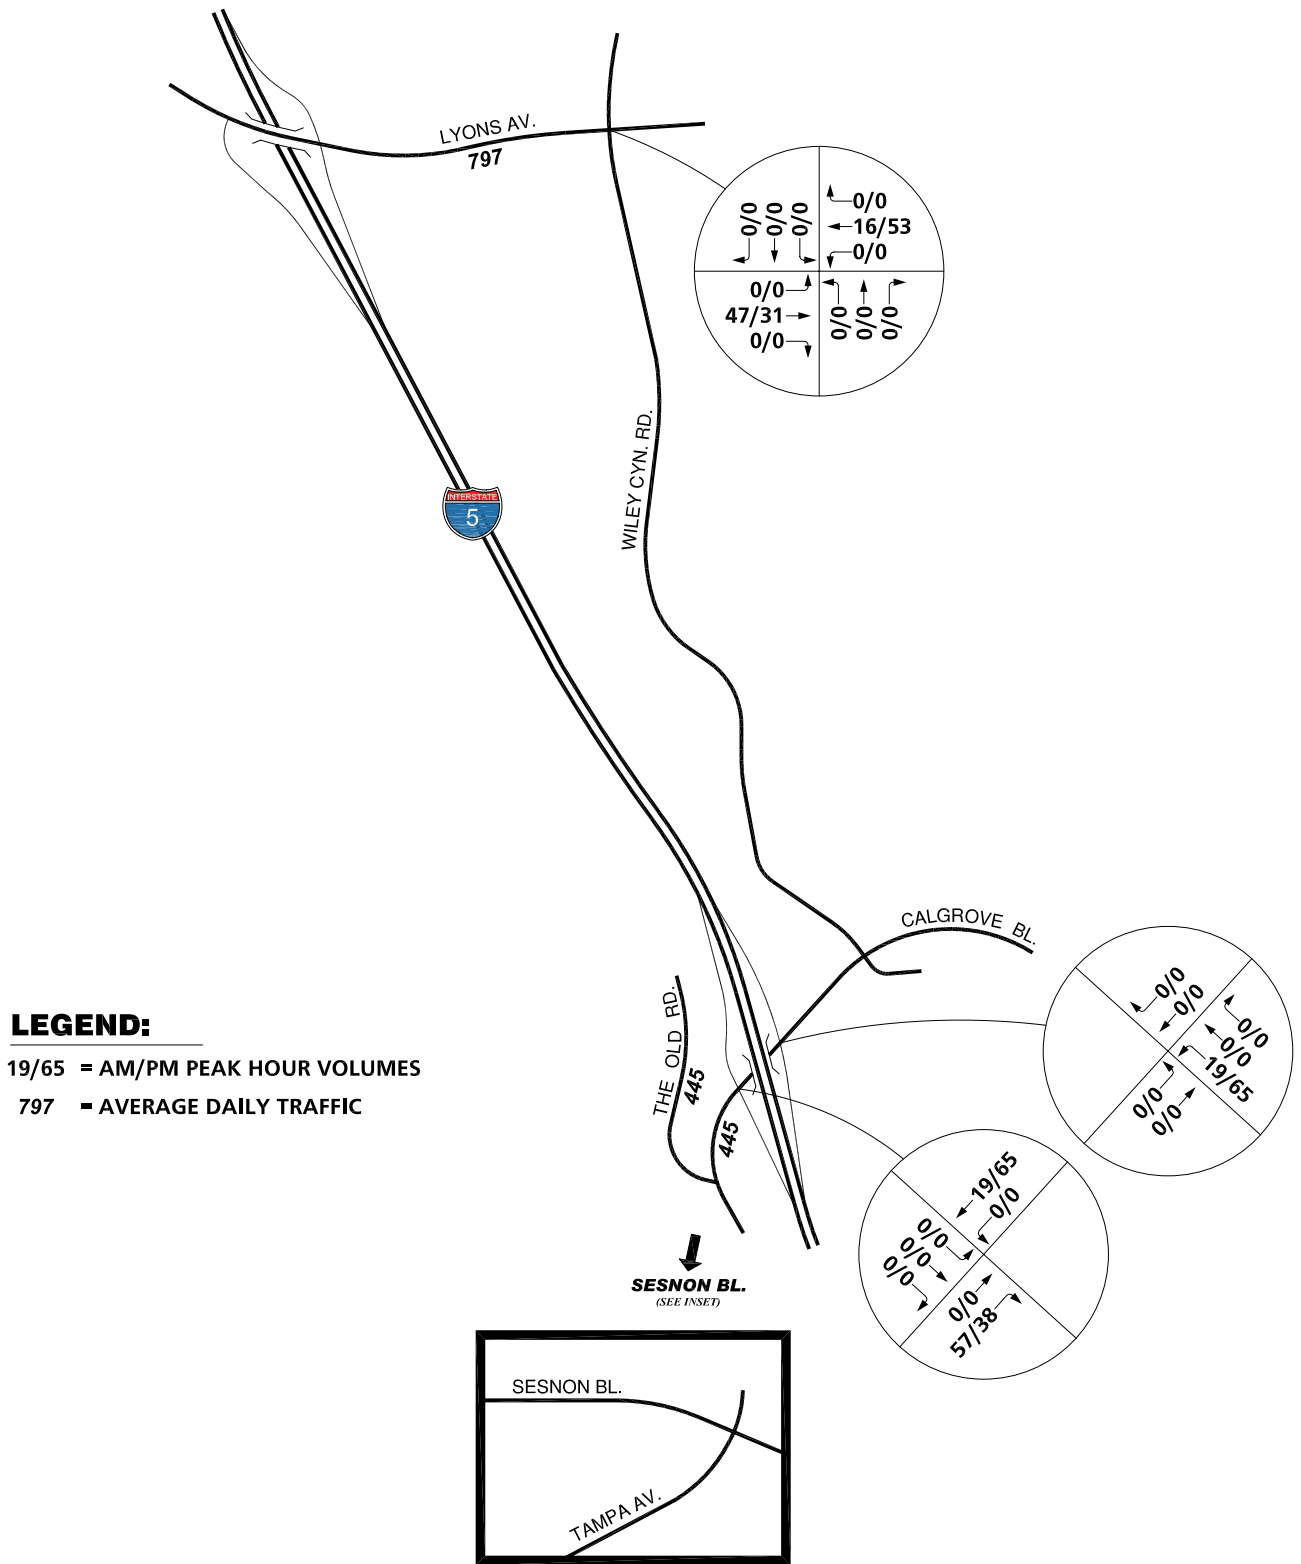 LYONS AV.
797
0/0
0/0
0/0
0/0
16/53
0/0
0/0
47/31
0/0
0/0
0/0
0/0
WILEY CYN. RD.
INTERSTATE
5
CALGROVE BL.
0/0
0/0
0/0
0/0
19/65
0/0
0/0
THE OLD RD.
445
445
LEGEND:
19/65 = AM/PM PEAK HOUR VOLUMES
797 = AVERAGE DAILY TRAFFIC
19/65
0/0
0/0
0/0
0/0
0/0
57/38
SESNON BL.
(SEE INSET)
SESNON BL.
TAMPA AV.